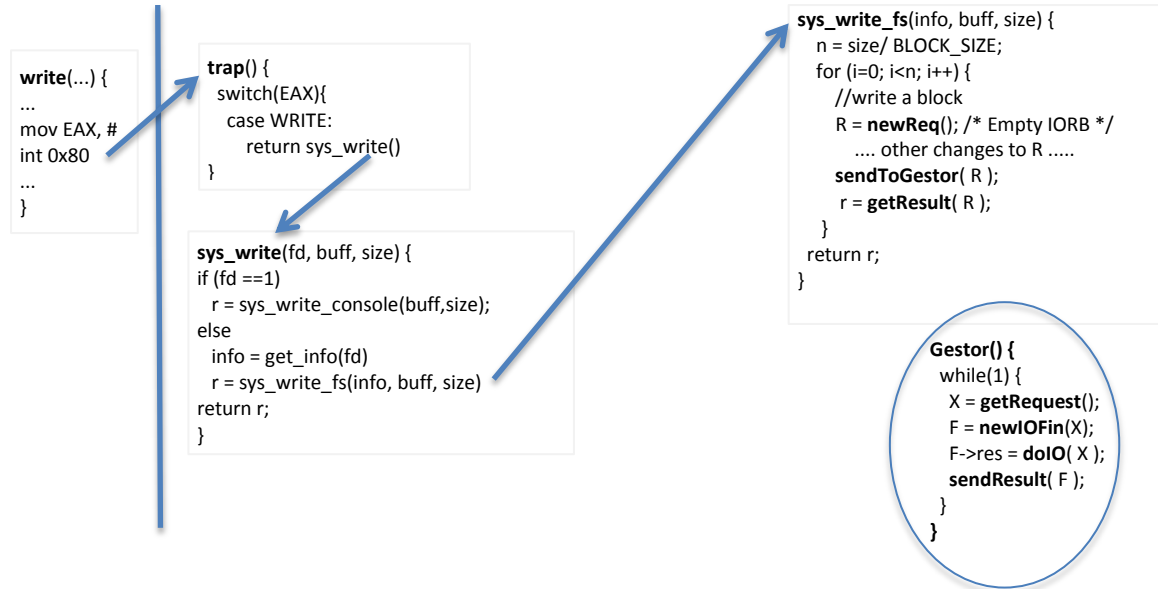 write(...) {
...
mov EAX, #
int 0x80
...
}
trap() {
switch(EAX){
case WRITE:
return sys_write()
}
sys_write(fd, buff, size) {
if (fd ==1)
r = sys_write_console(buff,size);
else
info = get_info(fd)
r = sys_write_fs(info, buff, size)
return r;
}
sys_write_fs(info, buff, size) {
n = size/ BLOCK_SIZE;
for (i=0; i<n; i++) {
//write a block
R = newReq(); /* Empty IORB */
.... other changes to R .....
sendToGestor( R );
r = getResult( R );
}
return r;
}
Gestor() {
while(1) {
X = getRequest();
F = newIOFin(X);
F->res = doIO( X );
sendResult( F );
}
}